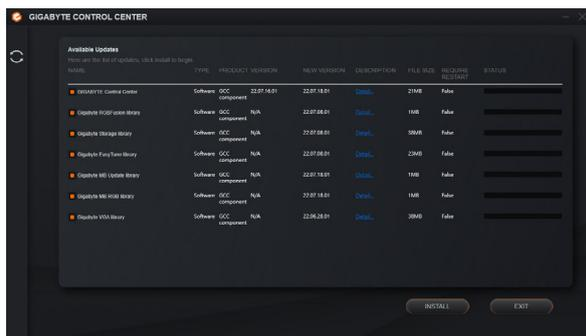 GIGABYTE CONTROL CENTER
Available Updates
Here are the list of updates, click install to begin.
NAME TYPE PRODUCT VERSION NEW VERSION DESCRIPTION FILE SIZE REQUIRE RESTART STATUS
GIGABYTE Control Center Software GCC component 22.07.16.01 22.07.18.01 Detail... 21MB False
Gigabyte RGBFusion library Software GCC component N/A 22.07.08.01 Detail... 1MB False
Gigabyte Storage library Software GCC component N/A 22.07.08.01 Detail... 38MB False
Gigabyte EasyTune library Software GCC component N/A 22.07.08.01 Detail... 23MB False
Gigabyte MB Update library Software GCC component N/A 22.07.18.01 Detail... 1MB False
Gigabyte MB RGB library Software GCC component N/A 22.07.18.01 Detail... 1MB False
Gigabyte VGA library Software GCC component N/A 22.06.28.01 Detail... 38MB False
INSTALL EXIT